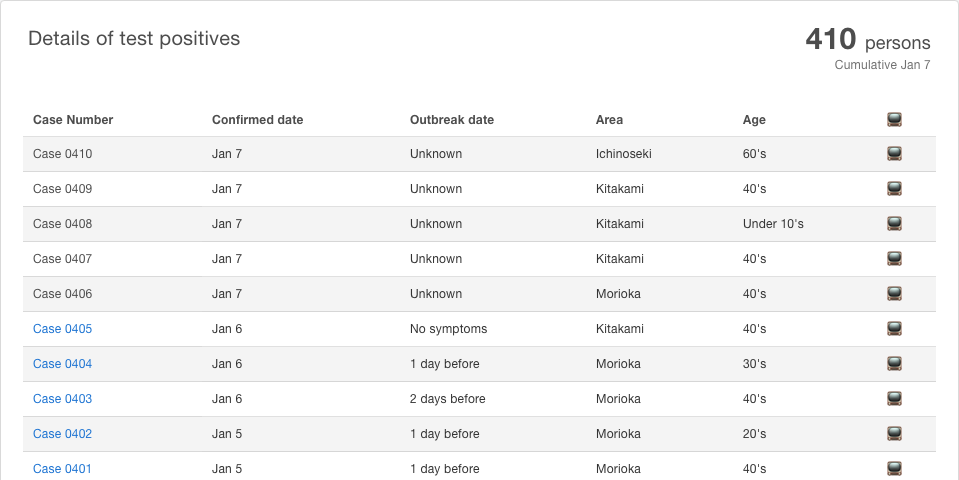 Details of test positives
410 persons
Cumulative Jan 7
Case Number Confirmed date Outbreak date Area Age
Case 0410 Jan 7 Unknown Ichinoseki 60's
Case 0409 Jan 7 Unknown Kitakami 40's
Case 0408 Jan 7 Unknown Kitakami Under 10's
Case 0407 Jan 7 Unknown Kitakami 40's
Case 0406 Jan 7 Unknown Morioka 40's
Case 0405 Jan 6 No symptoms Kitakami 40's
Case 0404 Jan 6 1 day before Morioka 30's
Case 0403 Jan 6 2 days before Morioka 40's
Case 0402 Jan 5 1 day before Morioka 20's
Case 0401 Jan 5 1 day before Morioka 40's